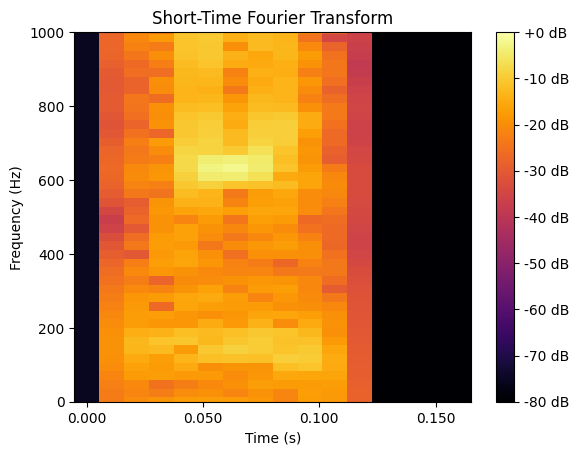 Short-Time Fourier Transform
Frequency (Hz)
1000
800
600
400
200
0
0.000
0.050
0.100
0.150
Time (s)
+0 dB
-10 dB
-20 dB
-30 dB
-40 dB
-50 dB
-60 dB
-70 dB
-80 dB